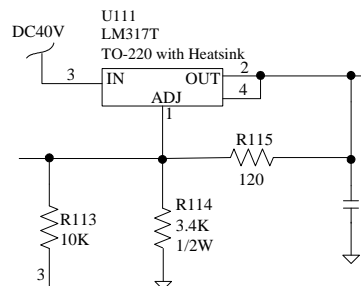 U111
DC40V
LM317T
TO-220 with Heatsink
3
IN
OUT
2
4
ADJ
1
R115
120
R113
10K
R114
3.4K
1/2W
3